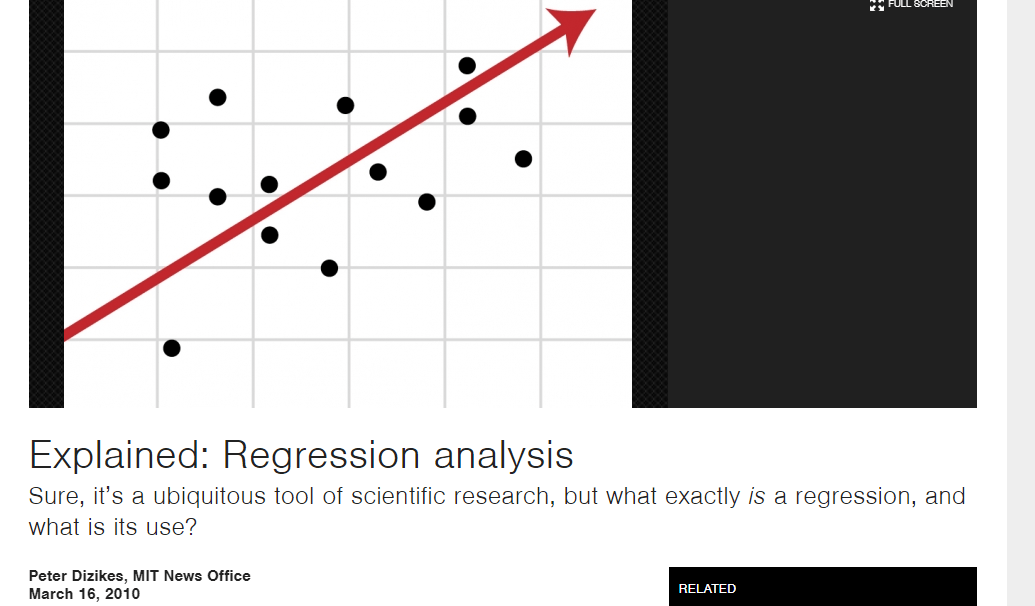 FULL SCREEN
Explained: Regression analysis
Sure, it's a ubiquitous tool of scientific research, but what exactly is a regression, and
what is its use?
Peter Dizikes, MIT News Office
March 16, 2010
RELATED